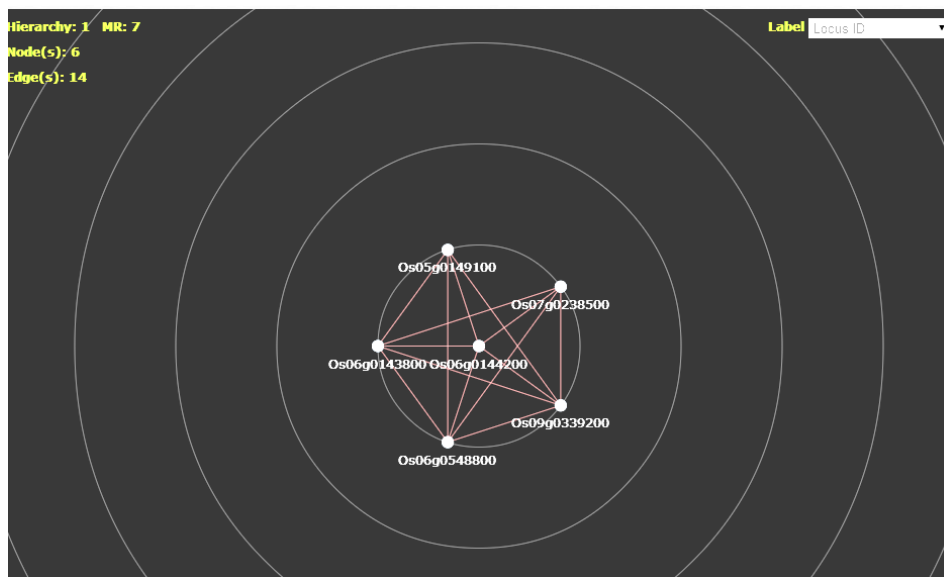 Hierarchy: 1 MR: 7
Label Locus ID
Node(s): 6
Edge(s): 14
Os05g0149100
Os07g0238500
Os06g0143800 Os06g0144200
Os09g0339200
Os06g0548800